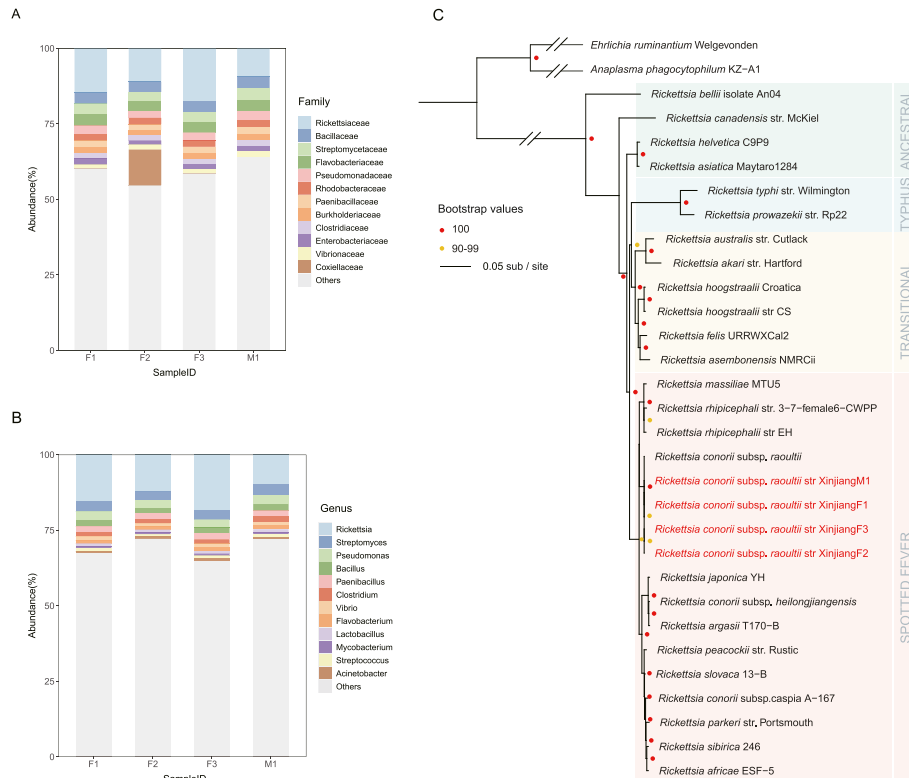 A
Abundance(%)
100
75
50
25
0
F1
F2
F3
M1
SampleID
Family
Rickettsiaceae
Bacillaceae
Streptomycetaceae
Flavobacteriaceae
Pseudomonadaceae
Rhodobacteraceae
Paenibacillaceae
Burkholderiaceae
Clostridiaceae
Enterobacteriaceae
Vibrionaceae
Coxiellaceae
Others
B
Abundance(%)
100
75
50
25
0
F1
F2
F3
M1
SampleID
Genus
Rickettsia
Streptomyces
Pseudomonas
Bacillus
Paenibacillus
Clostridium
Vibrio
Flavobacterium
Lactobacillus
Mycobacterium
Streptococcus
Acinetobacter
Others
C
Bootstrap values
100
90-99
0.05 sub / site
Ehrlichia ruminantium Welgevonden
Anaplasma phagocytophilum KZ-A1
Rickettsia bellii isolate An04
Rickettsia canadensis str. McKiel
Rickettsia helvetica C9P9
Rickettsia asiatica Maytaro1284
Rickettsia typhi str. Wilmington
Rickettsia prowazekii str. Rp22
Rickettsia australis str. Cutlack
Rickettsia akari str. Hartford
Rickettsia hoogstraalii Croatica
Rickettsia hoogstraalii str CS
Rickettsia felis URRWXCal2
Rickettsia asembonensis NMRCii
Rickettsia massiliae MTU5
Rickettsia rhipicephali str. 3-7-female6-CWPP
Rickettsia rhipicephalii str EH
Rickettsia conorii subsp. raoultii
Rickettsia conorii subsp. raoultii str XinjiangM1
Rickettsia conorii subsp. raoultii str XinjiangF1
Rickettsia conorii subsp. raoultii str XinjiangF3
Rickettsia conorii subsp. raoultii str XinjiangF2
Rickettsia japonica YH
Rickettsia conorii subsp. heilongjiangensis
Rickettsia argasii T170-B
Rickettsia peacockii str. Rustic
Rickettsia slovaca 13-B
Rickettsia conorii subsp.caspia A-167
Rickettsia parkeri str. Portsmouth
Rickettsia sibirica 246
Rickettsia africae ESF-5
ANCESTRAL
TYPHUS
TRANSITIONAL
SPOTTED FEVER